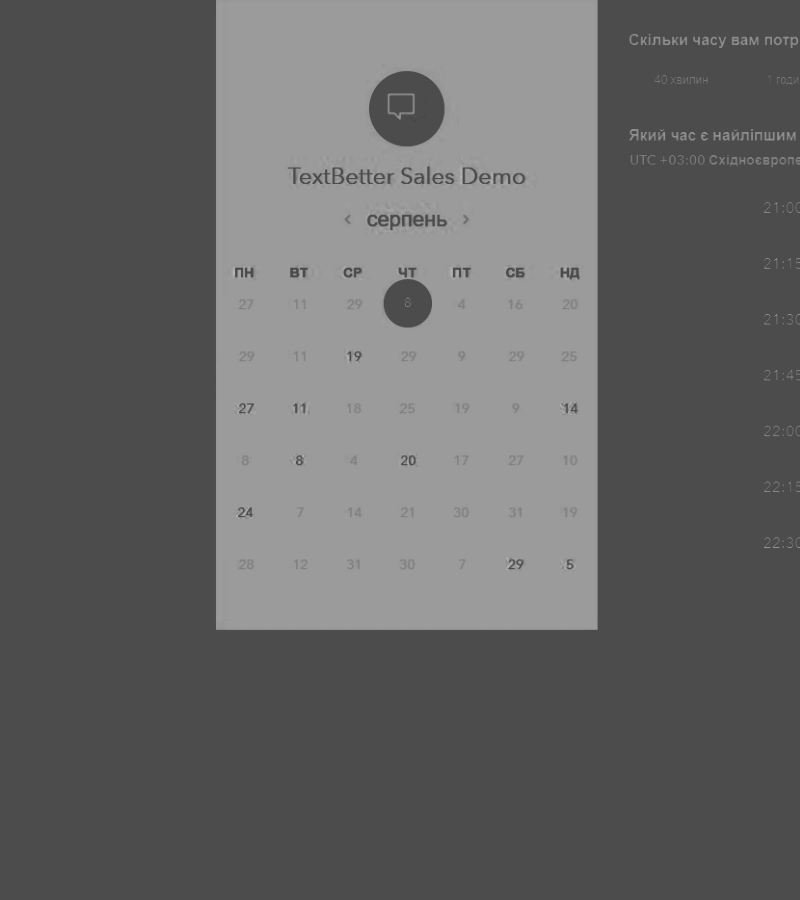 TextBetter Sales Demo
‹ серпень ›
ПН ВТ СР ЧТ ПТ СБ НД
27 11 29 8 4 16 20
29 11 19 29 9 29 25
27 11 18 25 19 9 14
8 8 4 20 17 27 10
24 7 14 21 30 31 19
28 12 31 30 7 29 5
Скільки часу вам потр
40 хвилин 1 годи
Який час є найліпшим
UTC +03:00 Східноєвропе
21:00
21:15
21:30
21:45
22:00
22:15
22:30